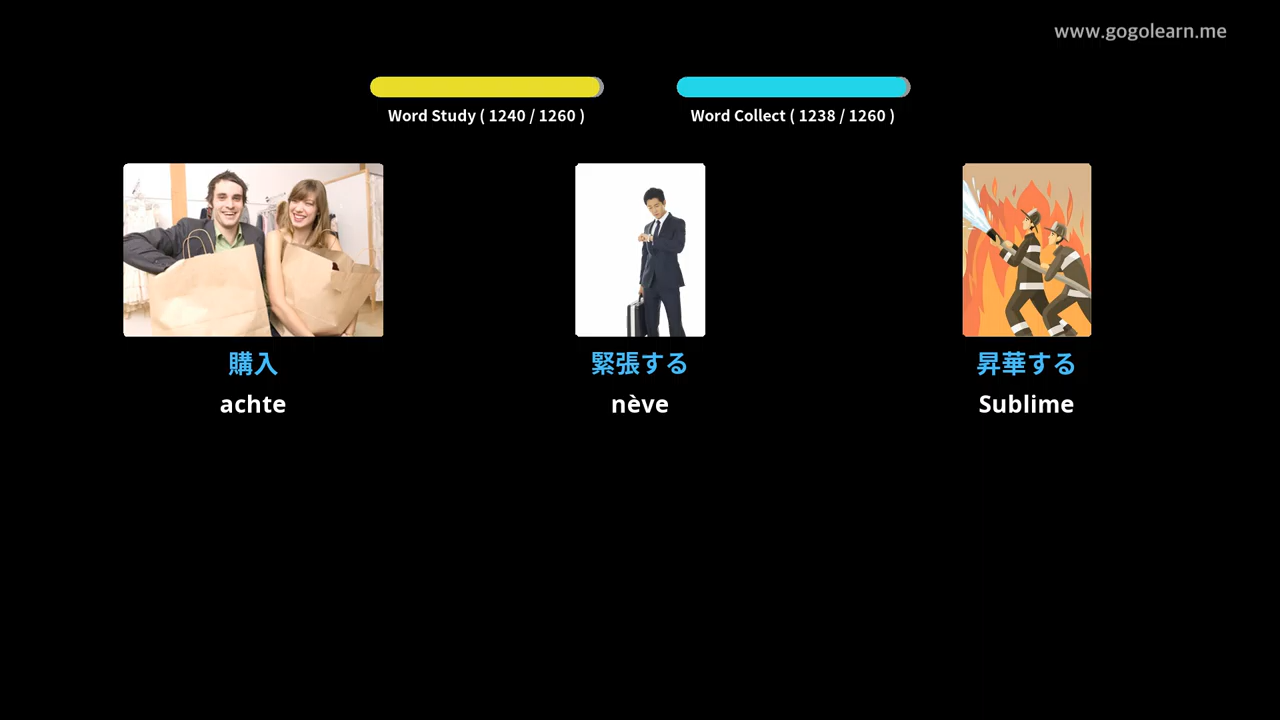 www.gogolearn.me
Word Study ( 1240 / 1260 )
Word Collect ( 1238 / 1260 )
購入
緊張する
昇華する
achte
nève
Sublime